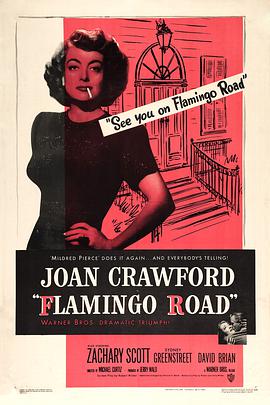 "See you on Flamingo Road"
'MILDRED PIERCE' DOES IT AGAIN...AND EVERYBODY'S TELLING!
JOAN CRAWFORD
"FLAMINGO ROAD"
WARNER BROS. DRAMATIC TRIUMPH!
ZACHARY SCOTT
SYDNEY GREENSTREET
DAVID BRIAN
DIRECTED BY MICHAEL CURTIZ
PRODUCED BY JERRY WALD
A WARNER BROS.